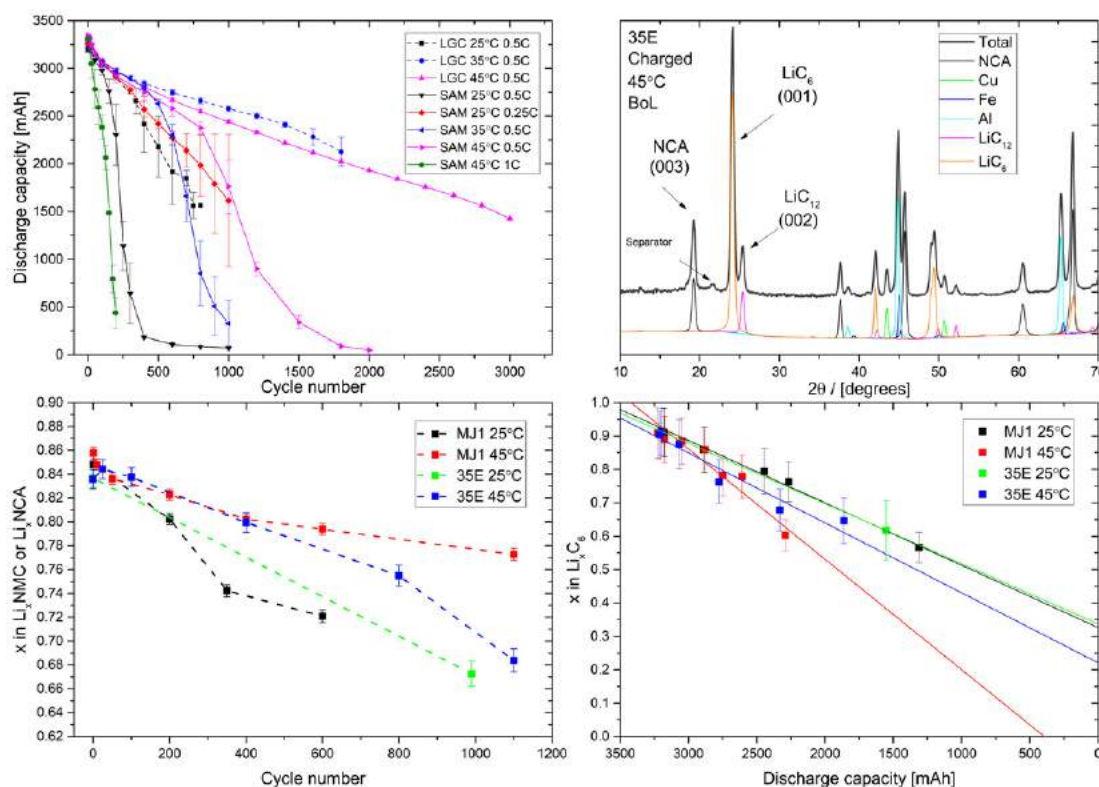 3500
3000
2500
2000
1500
1000
500
0
Discharge capacity [mAh]
0 500 1000 1500 2000 2500 3000
Cycle number
LGC 25°C 0.5C
LGC 35°C 0.5C
LGC 45°C 0.5C
SAM 25°C 0.5C
SAM 25°C 0.25C
SAM 35°C 0.5C
SAM 45°C 0.5C
SAM 45°C 1C
35E
Charged
45°C
BoL
NCA
(003)
Separator
LiC6
(001)
LiC12
(002)
Total
NCA
Cu
Fe
Al
LiC12
LiC6
10 20 30 40 50 60 70
2θ / [degrees]
0.90
0.88
0.86
0.84
0.82
0.80
0.78
0.76
0.74
0.72
0.70
0.68
0.66
0.64
0.62
x in LixNMC or LixNCA
0 200 400 600 800 1000 1200
Cycle number
MJ1 25°C
MJ1 45°C
35E 25°C
35E 45°C
1.0
0.9
0.8
0.7
0.6
0.5
0.4
0.3
0.2
0.1
0.0
x in LixC6
3500 3000 2500 2000 1500 1000 500 0
Discharge capacity [mAh]
MJ1 25°C
MJ1 45°C
35E 25°C
35E 45°C